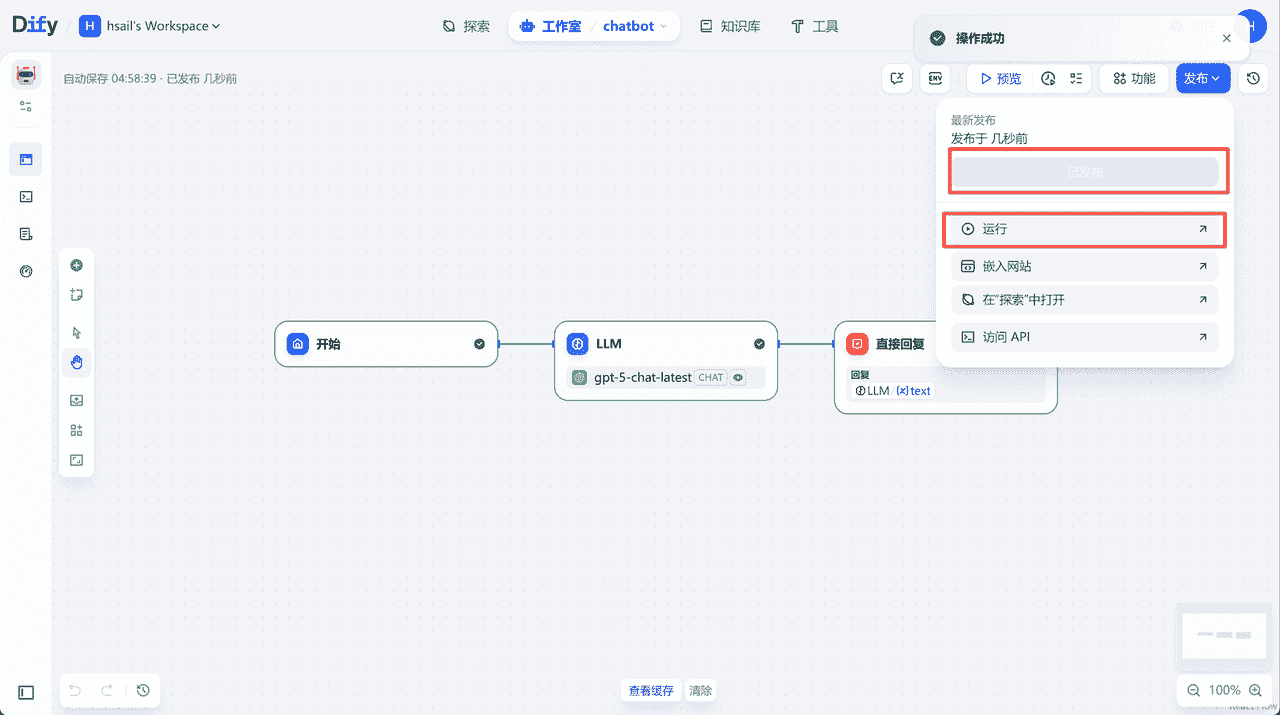 Dify
H hsail's Workspace
探索
工作室 / chatbot
知识库
工具
操作成功
自动保存 04:58:39 · 已发布 几秒前
ENV
预览
功能
发布
最新发布
发布于 几秒前
已发布
运行
嵌入网站
在"探索"中打开
访问 API
开始
LLM
gpt-5-chat-latest CHAT
直接回复
回复
LLM / {x} text
查看缓存
清除
100%
React Flow